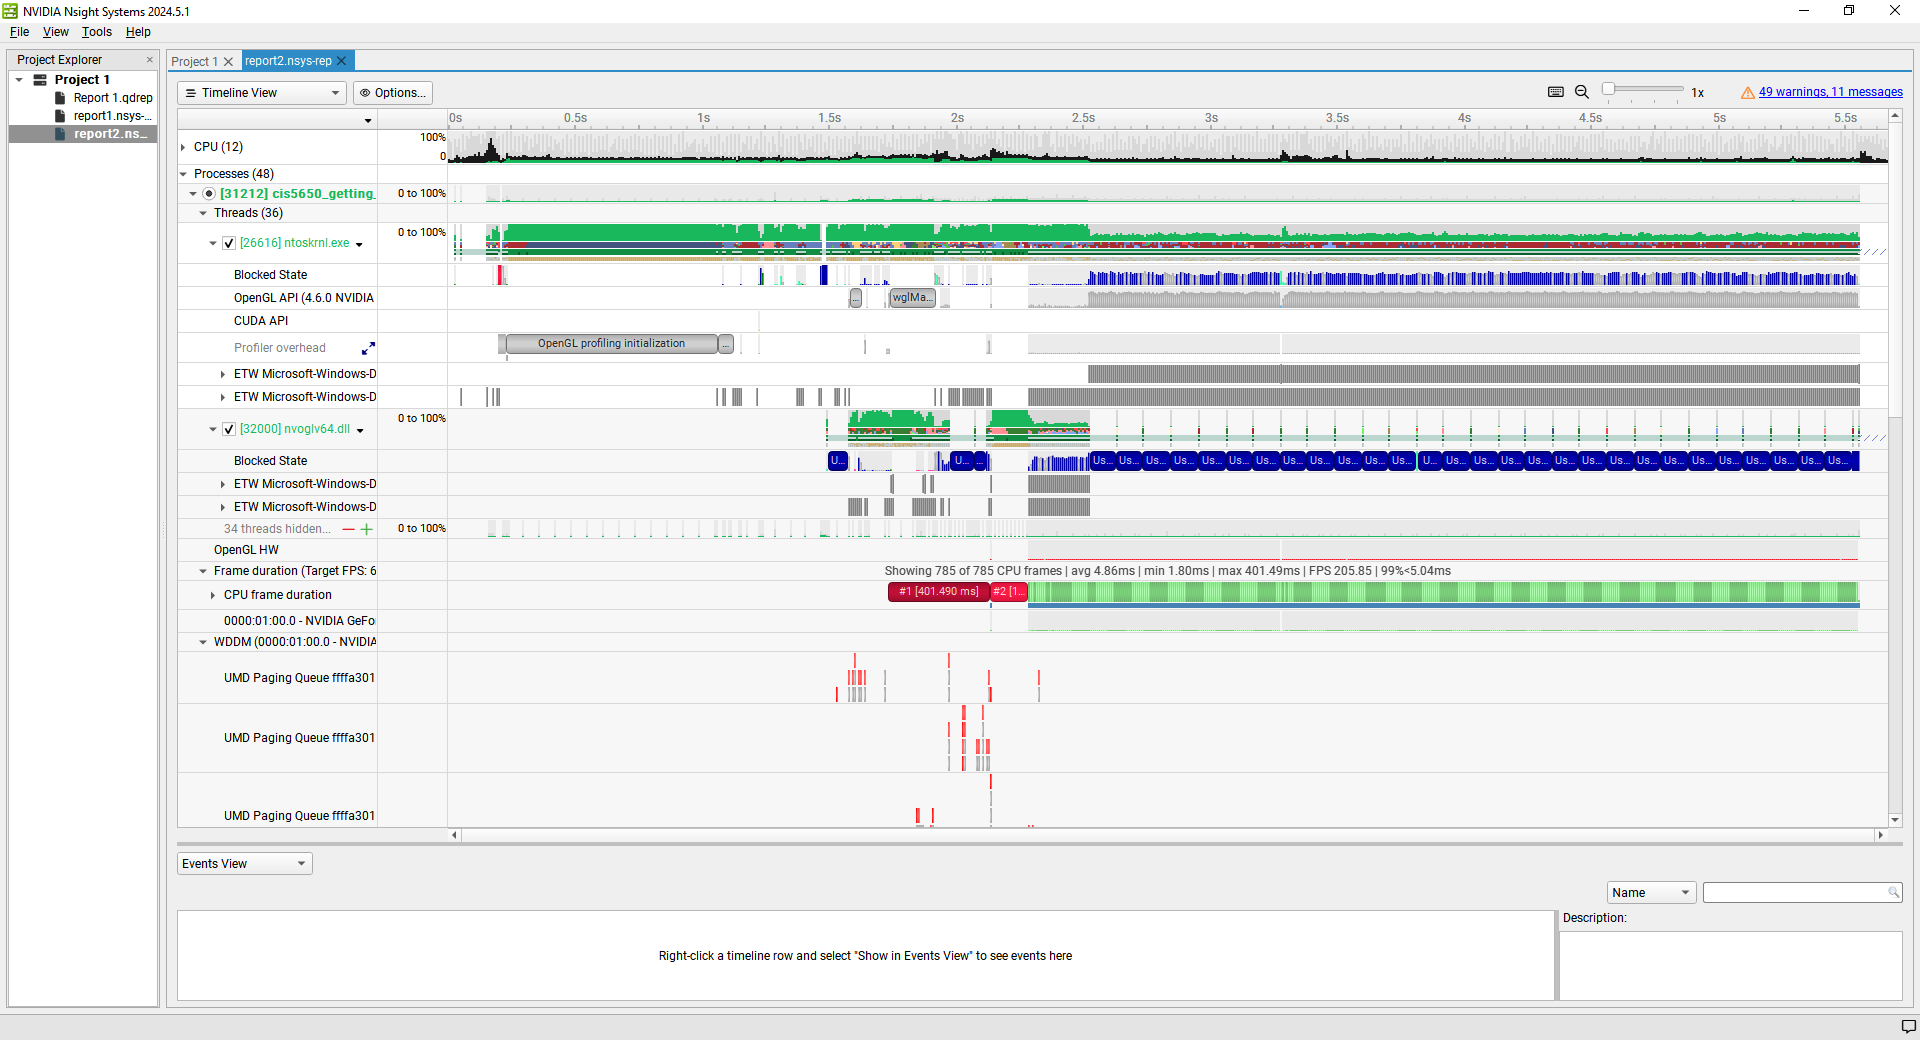 NVIDIA Nsight Systems 2024.5.1
File View Tools Help
Project Explorer
Project 1
Report 1.qdrep
report1.nsys-...
report2.ns...
Project 1
report2.nsys-rep
Timeline View
Options...
1x
49 warnings, 11 messages
0s 0.5s 1s 1.5s 2s 2.5s 3s 3.5s 4s 4.5s 5s 5.5s
CPU (12)
100%
0
Processes (48)
[31212] cis5650_getting_
0 to 100%
Threads (36)
[26616] ntoskrnl.exe
0 to 100%
Blocked State
OpenGL API (4.6.0 NVIDIA
... wglMa...
CUDA API
Profiler overhead
OpenGL profiling initialization ...
ETW Microsoft-Windows-D
ETW Microsoft-Windows-D
[32000] nvoglv64.dll
0 to 100%
Blocked State
U... U... ... Us... Us... Us... Us... Us... Us... Us... Us... Us... Us... Us... Us... U... Us... Us... Us... Us... Us... Us... Us... Us... Us... Us... Us... Us... Us... Us... Us...
ETW Microsoft-Windows-D
ETW Microsoft-Windows-D
34 threads hidden...
0 to 100%
OpenGL HW
Frame duration (Target FPS: 6
Showing 785 of 785 CPU frames | avg 4.86ms | min 1.80ms | max 401.49ms | FPS 205.85 | 99%<5.04ms
CPU frame duration
#1 [401.490 ms] #2 [1...
0000:01:00.0 - NVIDIA GeFo
WDDM (0000:01:00.0 - NVIDIA
UMD Paging Queue ffffa301
UMD Paging Queue ffffa301
UMD Paging Queue ffffa301
Events View
Name
Right-click a timeline row and select "Show in Events View" to see events here
Description: